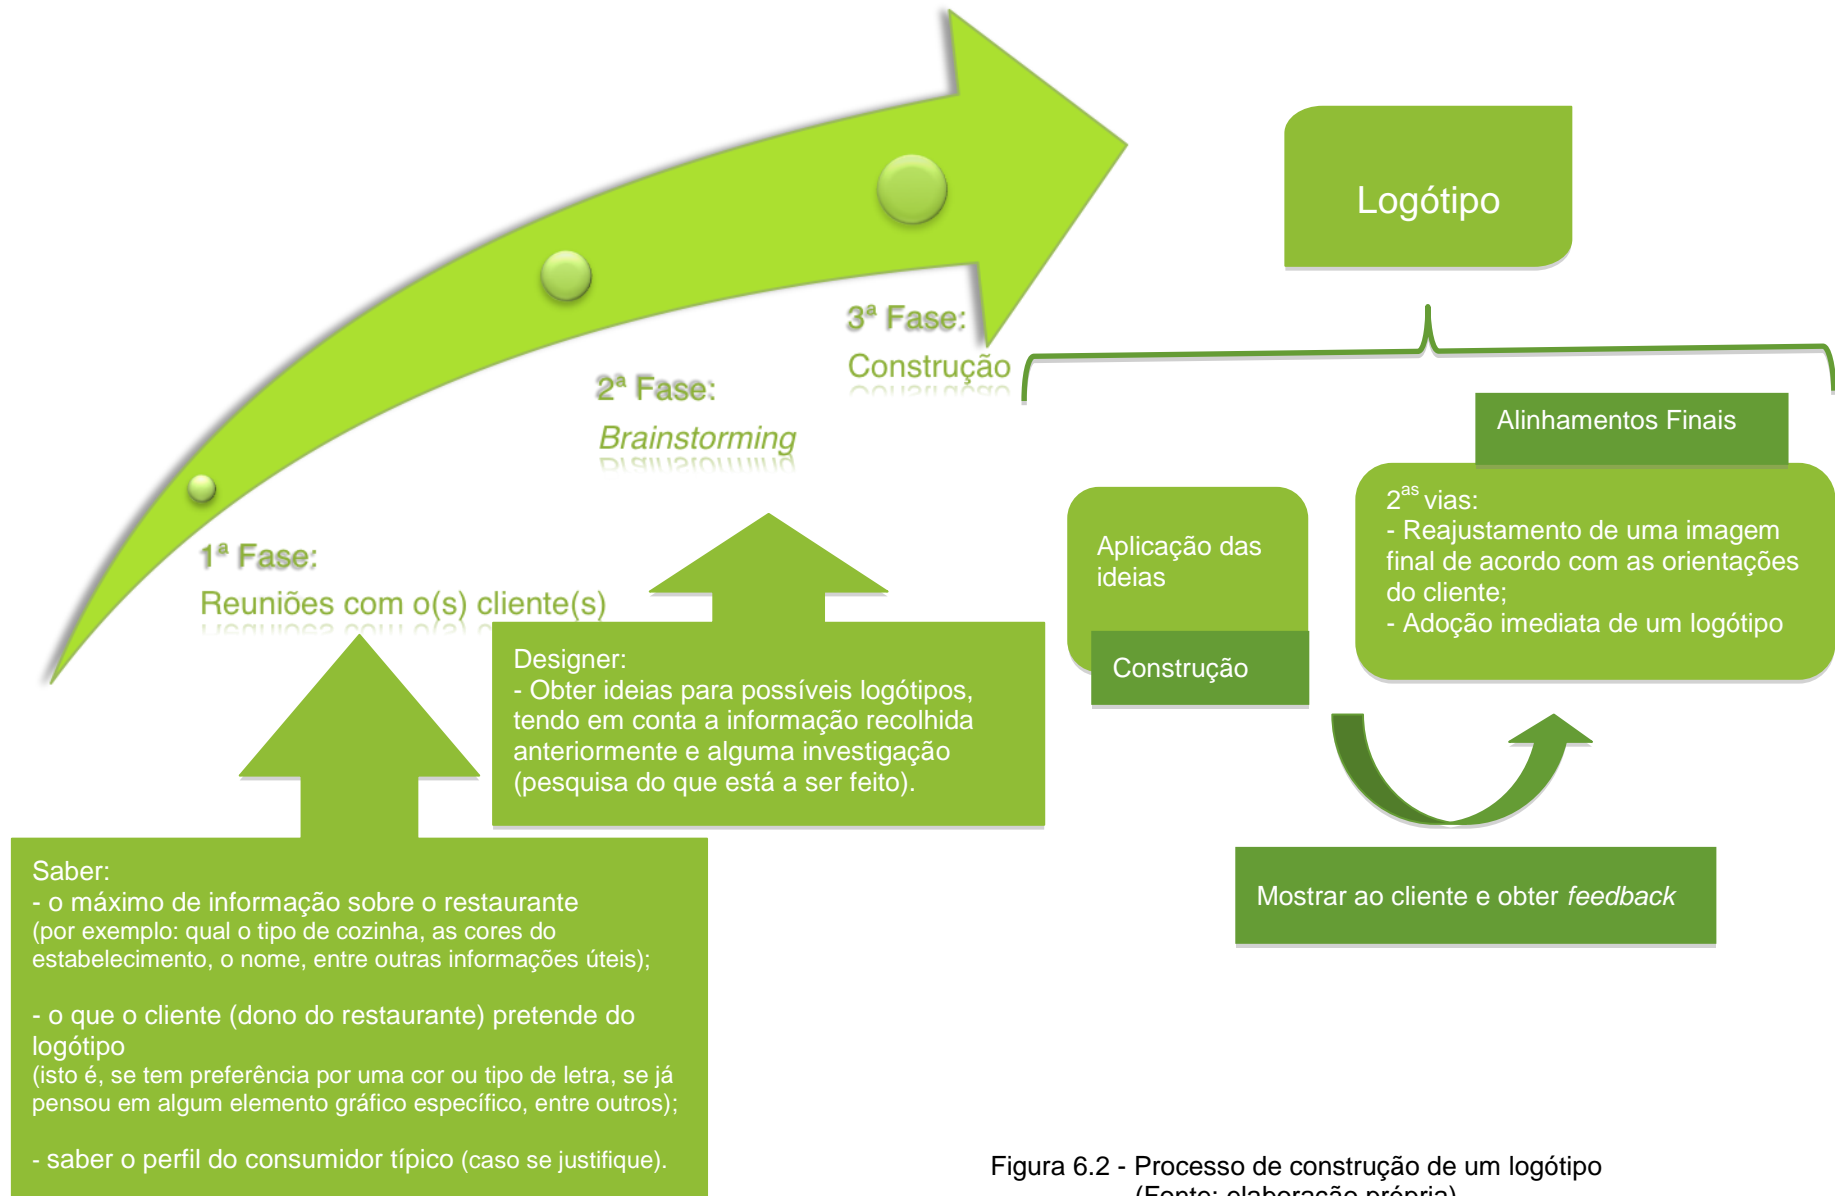 Logótipo
3ª Fase:
Construção
2ª Fase:
Brainstorming
1ª Fase:
Reuniões com o(s) cliente(s)
Saber:
- o máximo de informação sobre o restaurante
(por exemplo: qual o tipo de cozinha, as cores do
estabelecimento, o nome, entre outras informações úteis);
- o que o cliente (dono do restaurante) pretende do
logótipo
(isto é, se tem preferência por uma cor ou tipo de letra, se já
pensou em algum elemento gráfico específico, entre outros);
- saber o perfil do consumidor típico (caso se justifique).
Designer:
- Obter ideias para possíveis logótipos,
tendo em conta a informação recolhida
anteriormente e alguma investigação
(pesquisa do que está a ser feito).
Aplicação das
ideias
Construção
Alinhamentos Finais
2as vias:
- Reajustamento de uma imagem
final de acordo com as orientações
do cliente;
- Adoção imediata de um logótipo
Mostrar ao cliente e obter feedback
Figura 6.2 - Processo de construção de um logótipo
(Fonte: elaboração própria)